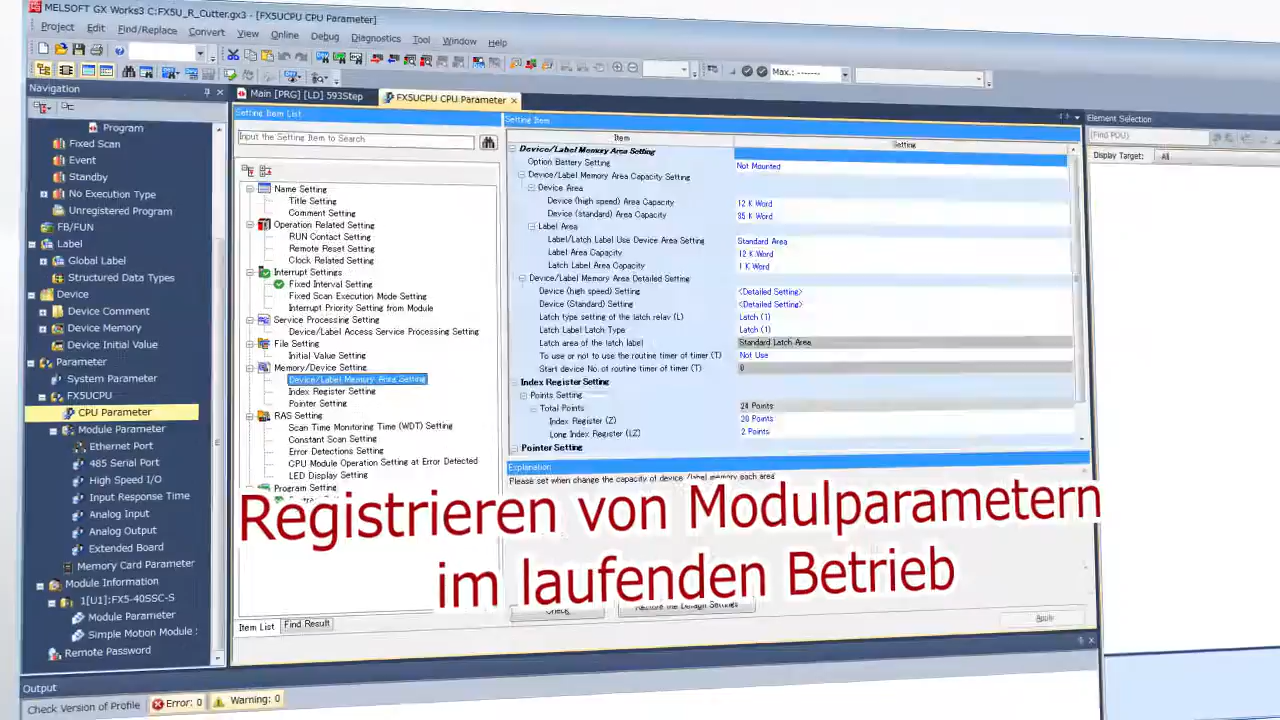 MELSOFT GX Works3 C:FX5U_R_Cutter.gx3 - [FX5UCPU CPU Parameter]
Project Edit Find/Replace Convert View Online Debug Diagnostics Tool Window Help
Max.: -------
Navigation
Program
Fixed Scan
Event
Standby
No Execution Type
Unregistered Program
FB/FUN
Label
Global Label
Structured Data Types
Device
Device Comment
Device Memory
Device Initial Value
Parameter
System Parameter
FX5UCPU
CPU Parameter
Module Parameter
Ethernet Port
485 Serial Port
High Speed I/O
Input Response Time
Analog Input
Analog Output
Extended Board
Memory Card Parameter
Module Information
1[U1]:FX5-40SSC-S
Module Parameter
Simple Motion Module :
Remote Password
Main [PRG] [LD] 593Step
FX5UCPU CPU Parameter
Setting Item List
Input the Setting Item to Search
Name Setting
Title Setting
Comment Setting
Operation Related Setting
RUN Contact Setting
Remote Reset Setting
Clock Related Setting
Interrupt Settings
Fixed Interval Setting
Fixed Scan Execution Mode Setting
Interrupt Priority Setting from Module
Service Processing Setting
Device/Label Access Service Processing Setting
File Setting
Initial Value Setting
Memory/Device Setting
Device/Label Memory Area Setting
Index Register Setting
Pointer Setting
RAS Setting
Scan Time Monitoring Time (WDT) Setting
Constant Scan Setting
Error Detections Setting
CPU Module Operation Setting at Error Detected
LED Display Setting
Program Setting
Item List Find Result
Setting Item
Item Setting
Device/Label Memory Area Setting
Option Battery Setting Not Mounted
Device/Label Memory Area Capacity Setting
Device Area
Device (high speed) Area Capacity 12 K Word
Device (standard) Area Capacity 35 K Word
Label Area
Label/Latch Label Use Device Area Setting Standard Area
Label Area Capacity 12 K Word
Latch Label Area Capacity 1 K Word
Device/Label Memory Area Detailed Setting
Device (high speed) Setting <Detailed Setting>
Device (Standard) Setting <Detailed Setting>
Latch type setting of the latch relay (L) Latch (1)
Latch Label Latch Type Latch (1)
Latch area of the latch label Standard Latch Area
To use or not to use the routine timer of timer (T) Not Use
Start device No. of routine timer of timer (T) 0
Index Register Setting
Points Setting
Total Points 24 Points
Index Register (Z) 20 Points
Long Index Register (LZ) 2 Points
Pointer Setting
Explanation
Please set when change the capacity of device /label memory each area
Registrieren von Modulparametern
im laufenden Betrieb
Check Restore the Default Settings
Apply
Element Selection
(Find POU)
Display Target: All
Output
Check Version of Profile Error: 0 Warning: 0